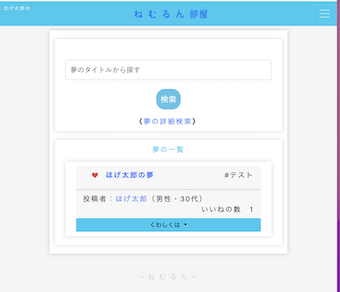 ほげ太郎の
ねむるん部屋
夢のタイトルから探す
検索
《夢の詳細検索》
夢の一覧
ほげ太郎の夢 #テスト
投稿者：ほげ太郎（男性・30代）
いいねの数 1
くわしくは
~ねむるん~